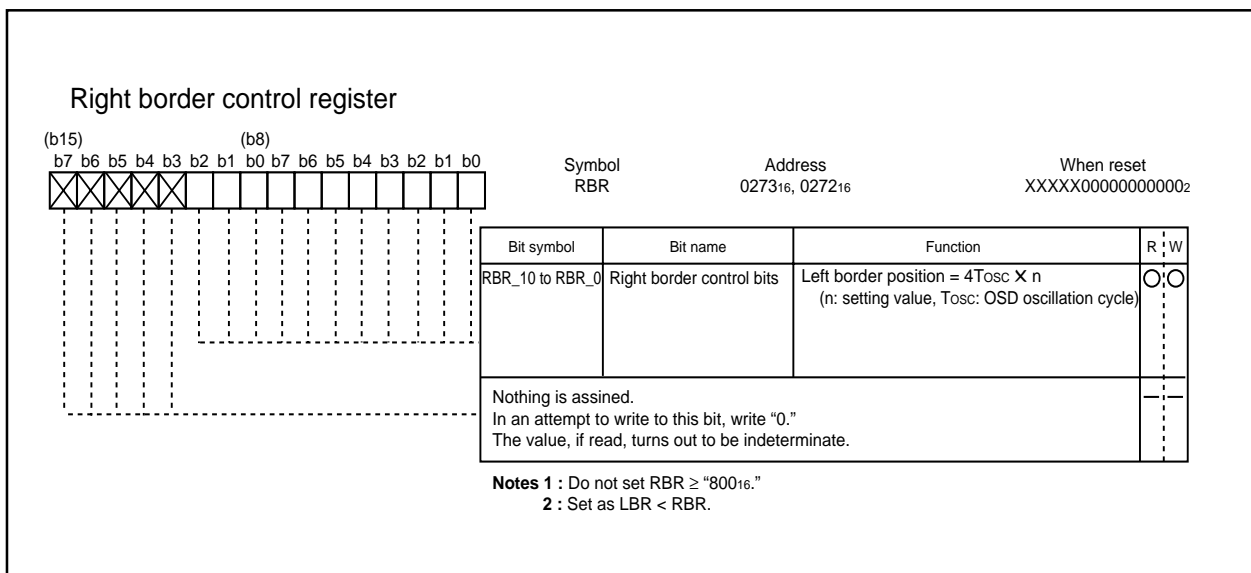 Right border control register
(b15) (b8)
b7 b6 b5 b4 b3 b2 b1 b0 b7 b6 b5 b4 b3 b2 b1 b0
Symbol Address When reset
RBR 027316, 027216 XXXXX000000000002
Bit symbol Bit name Function R W
RBR_10 to RBR_0 Right border control bits Left border position = 4TOSC X n
(n: setting value, TOSC: OSD oscillation cycle)
Nothing is assined.
In an attempt to write to this bit, write “0.”
The value, if read, turns out to be indeterminate.
Notes 1 : Do not set RBR ≥ “80016.”
2 : Set as LBR < RBR.